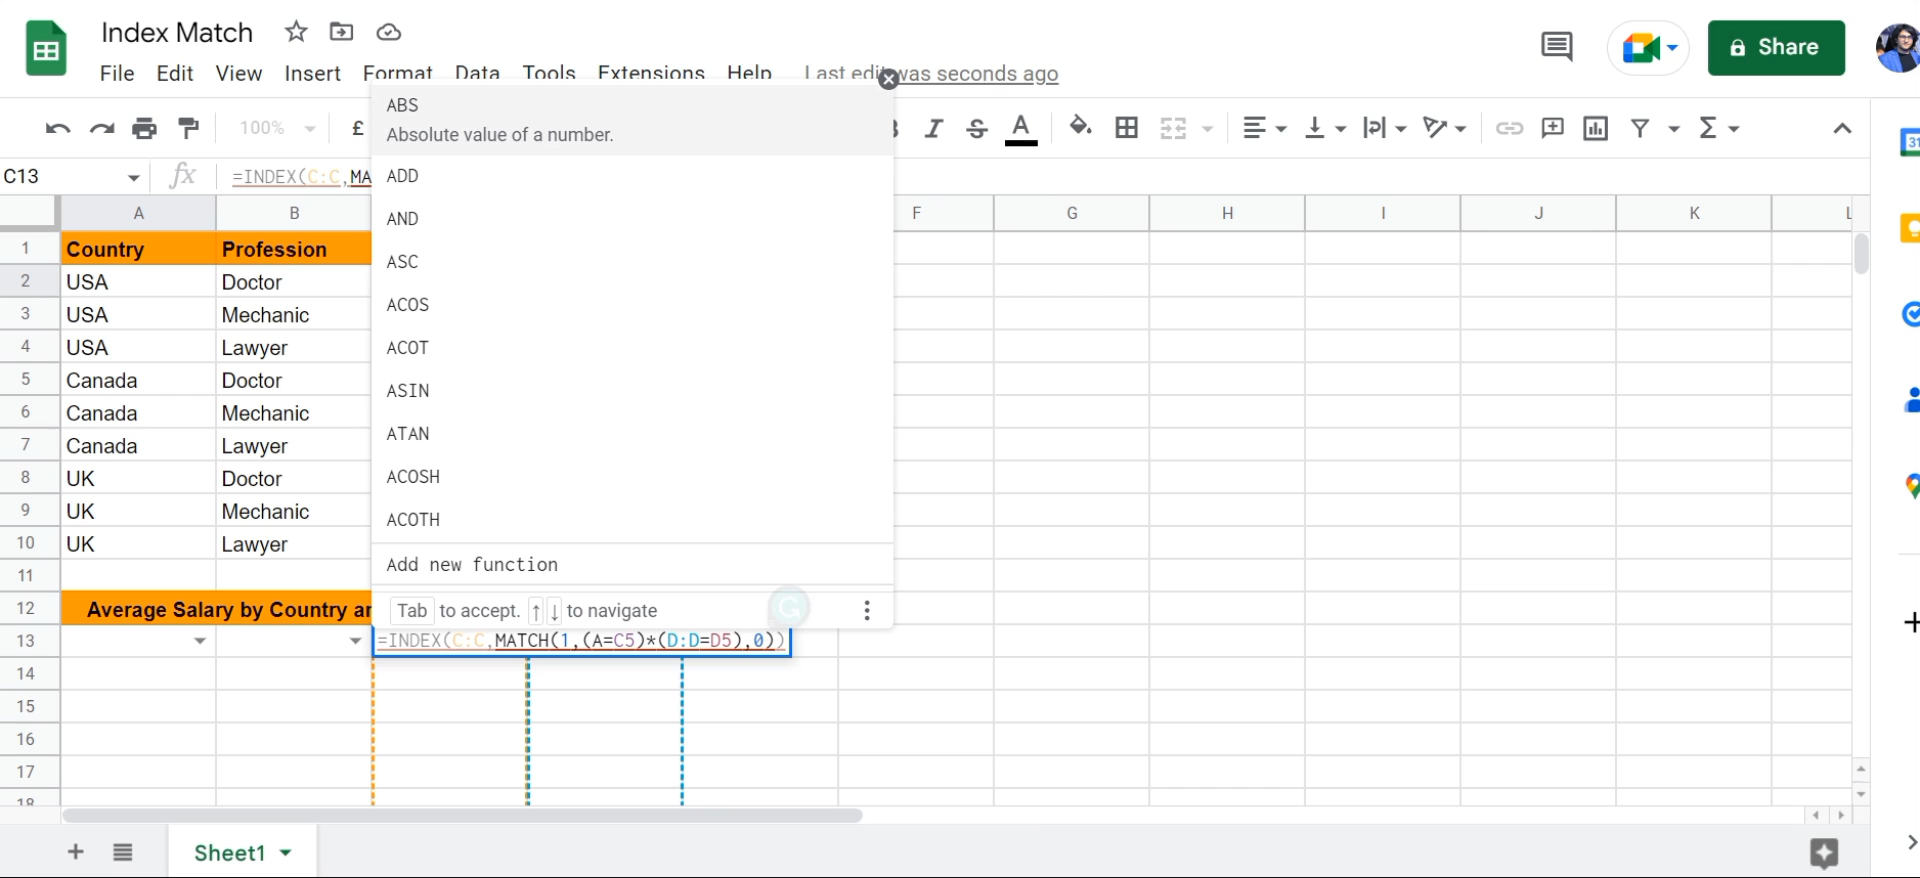 Index Match
File Edit View Insert Format Data Tools Extensions Help Last edit was seconds ago
Share
100% £ A Σ
31
C13 fx =INDEX(C:C,MA
A B F G H I J K L
1 Country Profession
2 USA Doctor
3 USA Mechanic
4 USA Lawyer
5 Canada Doctor
6 Canada Mechanic
7 Canada Lawyer
8 UK Doctor
9 UK Mechanic
10 UK Lawyer
11
12 Average Salary by Country an
13 =INDEX(C:C,MATCH(1,(A=C5)*(D:D=D5),0))
14
15
16
17
18
ABS
Absolute value of a number.
ADD
AND
ASC
ACOS
ACOT
ASIN
ATAN
ACOSH
ACOTH
Add new function
Tab to accept. ↑ ↓ to navigate
Sheet1